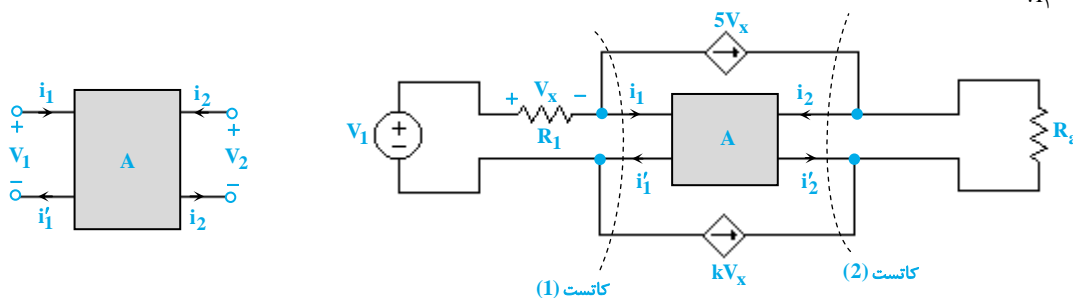 5Vₓ
i₁
i₂
+
V₁
−
A
+
V₂
−
i′₁
i₂
V₁
+
−
+ Vₓ −
R₁
i₁
i₂
A
i′₁
i′₂
Rₐ
kVₓ
کاتست (1)
کاتست (2)